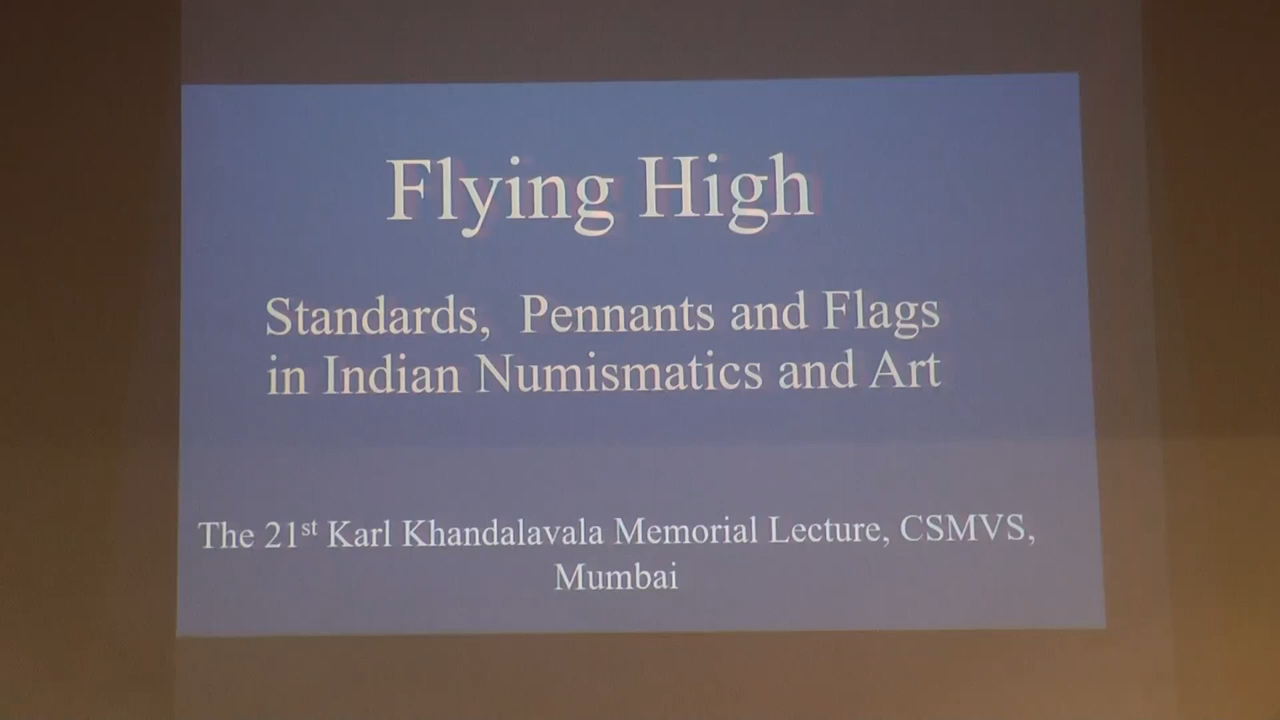 Flying High
Standards, Pennants and Flags
in Indian Numismatics and Art
The 21st Karl Khandalavala Memorial Lecture, CSMVS,
Mumbai